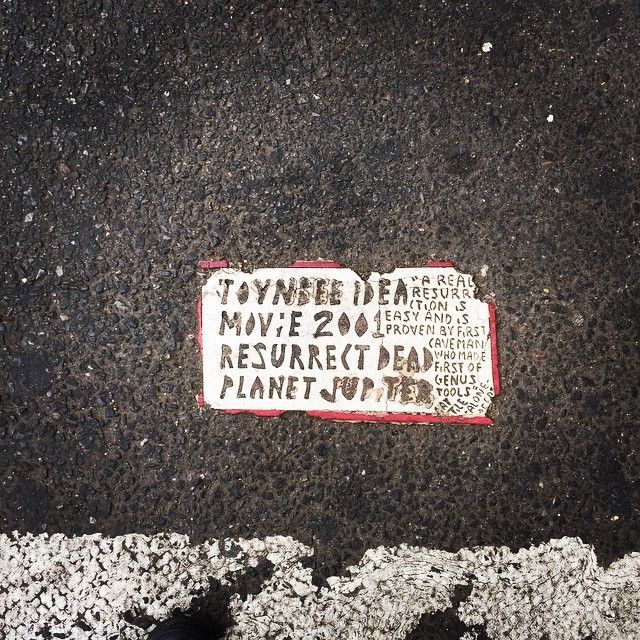 TOYNBEE IDEA
MOViE 2001
RESURRECT DEAD
PLANET JUPITER
"A REAL
RESURR
CTION iS
EASY AND iS
PROVEN BY FiRST
CAVEMAN
WHO MADE
FiRST OF
GENUS
TOOLS"